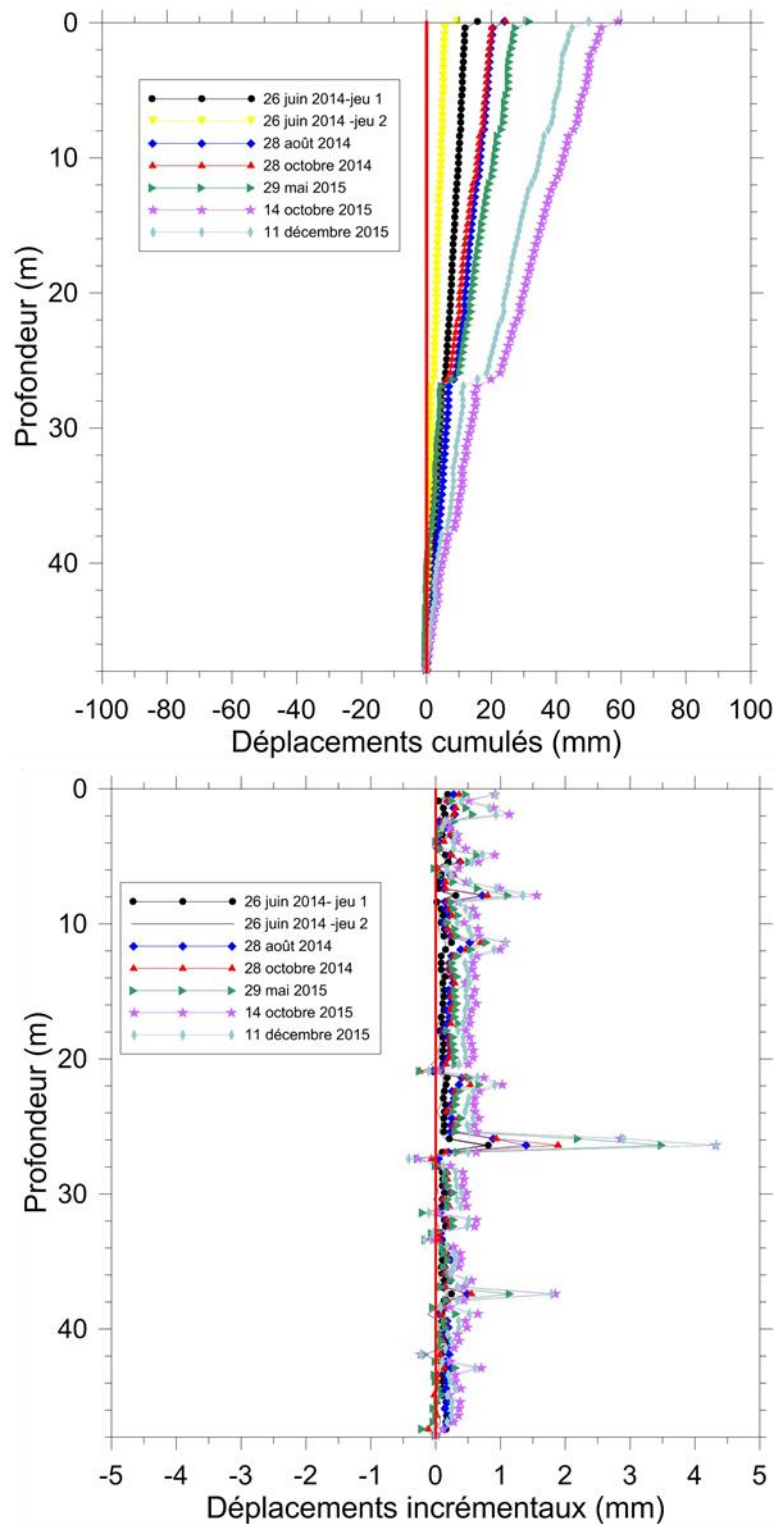 0
10
20
30
40
Profondeur (m)
26 juin 2014-jeu 1
26 juin 2014 -jeu 2
28 août 2014
28 octobre 2014
29 mai 2015
14 octobre 2015
11 décembre 2015
-100 -80 -60 -40 -20 0 20 40 60 80 100
Déplacements cumulés (mm)
0
10
20
30
40
Profondeur (m)
26 juin 2014- jeu 1
26 juin 2014 -jeu 2
28 août 2014
28 octobre 2014
29 mai 2015
14 octobre 2015
11 décembre 2015
-5 -4 -3 -2 -1 0 1 2 3 4 5
Déplacements incrémentaux (mm)